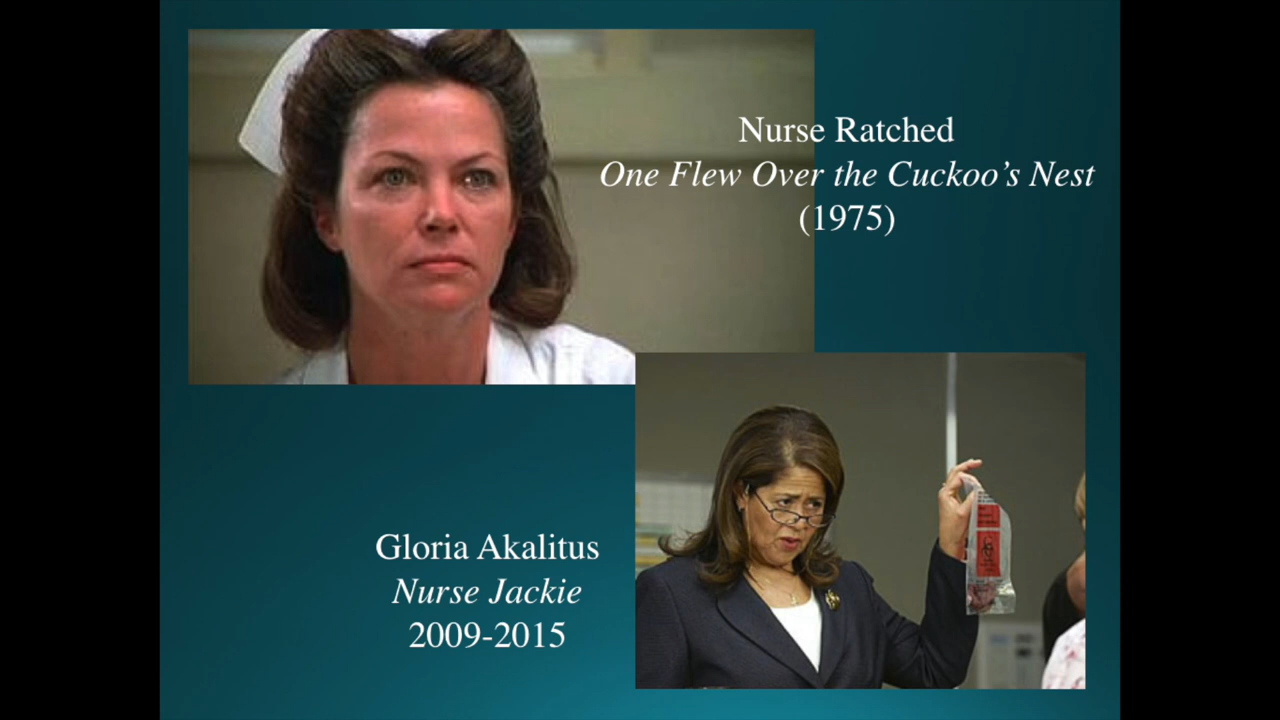 Nurse Ratched
One Flew Over the Cuckoo's Nest
(1975)
Gloria Akalitus
Nurse Jackie
2009-2015